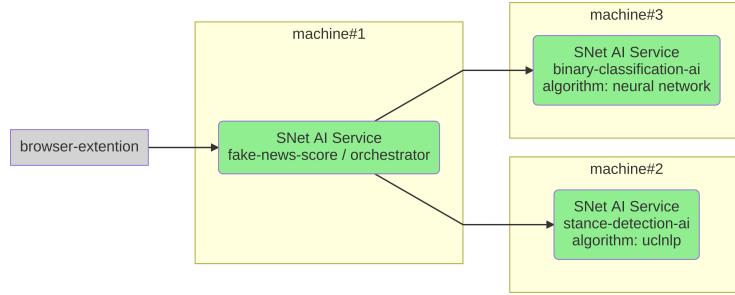 machine#3
machine#1
SNet AI Service
binary-classification-ai
algorithm: neural network
SNet AI Service
fake-news-score / orchestrator
browser-extention
machine#2
SNet AI Service
stance-detection-ai
algorithm: uclnlp